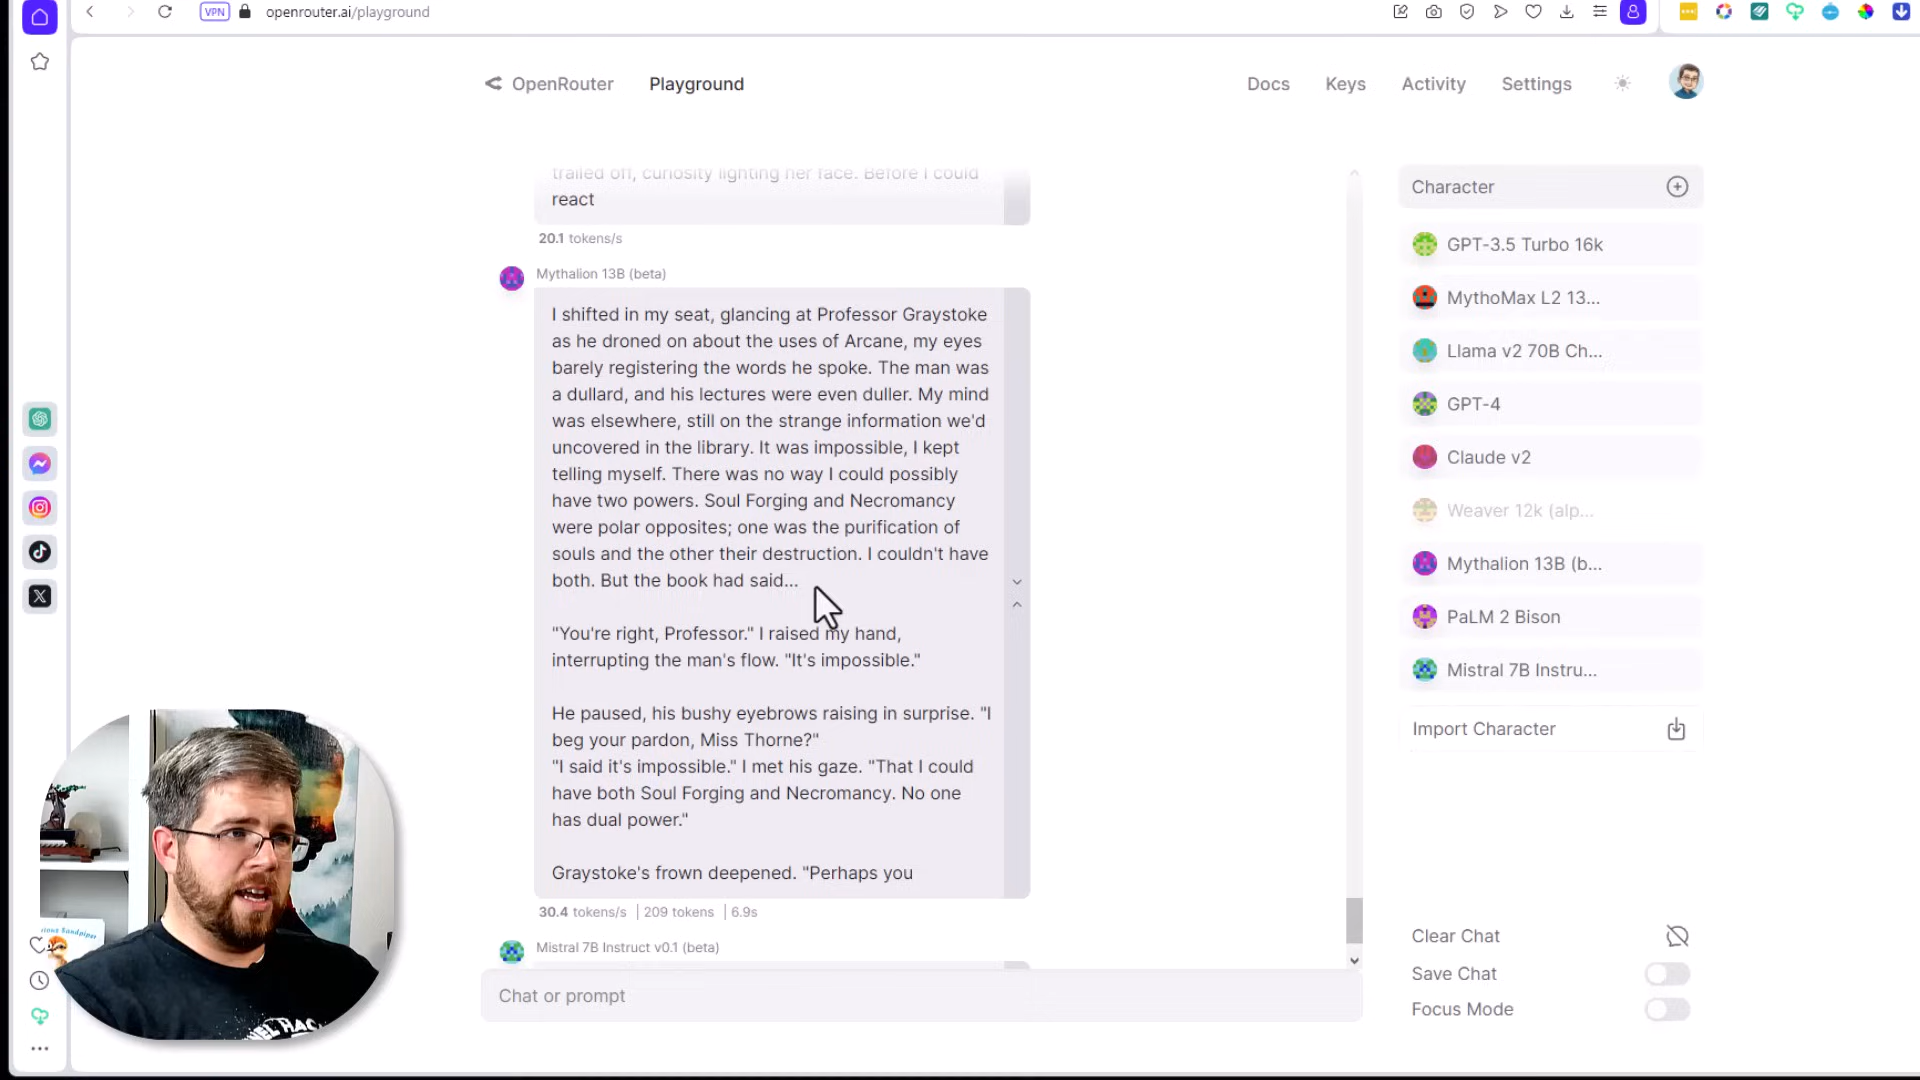 VPN openrouter.ai/playground
OpenRouter Playground Docs Keys Activity Settings
trailed off, curiosity lighting her face. Before I could
react
20.1 tokens/s
Mythalion 13B (beta)
I shifted in my seat, glancing at Professor Graystoke
as he droned on about the uses of Arcane, my eyes
barely registering the words he spoke. The man was
a dullard, and his lectures were even duller. My mind
was elsewhere, still on the strange information we'd
uncovered in the library. It was impossible, I kept
telling myself. There was no way I could possibly
have two powers. Soul Forging and Necromancy
were polar opposites; one was the purification of
souls and the other their destruction. I couldn't have
both. But the book had said...
"You're right, Professor." I raised my hand,
interrupting the man's flow. "It's impossible."
He paused, his bushy eyebrows raising in surprise. "I
beg your pardon, Miss Thorne?"
"I said it's impossible." I met his gaze. "That I could
have both Soul Forging and Necromancy. No one
has dual power."
Graystoke's frown deepened. "Perhaps you
30.4 tokens/s | 209 tokens | 6.9s
Mistral 7B Instruct v0.1 (beta)
Chat or prompt
Character
GPT-3.5 Turbo 16k
MythoMax L2 13...
Llama v2 70B Ch...
GPT-4
Claude v2
Weaver 12k (alp...
Mythalion 13B (b...
PaLM 2 Bison
Mistral 7B Instru...
Import Character
Clear Chat
Save Chat
Focus Mode